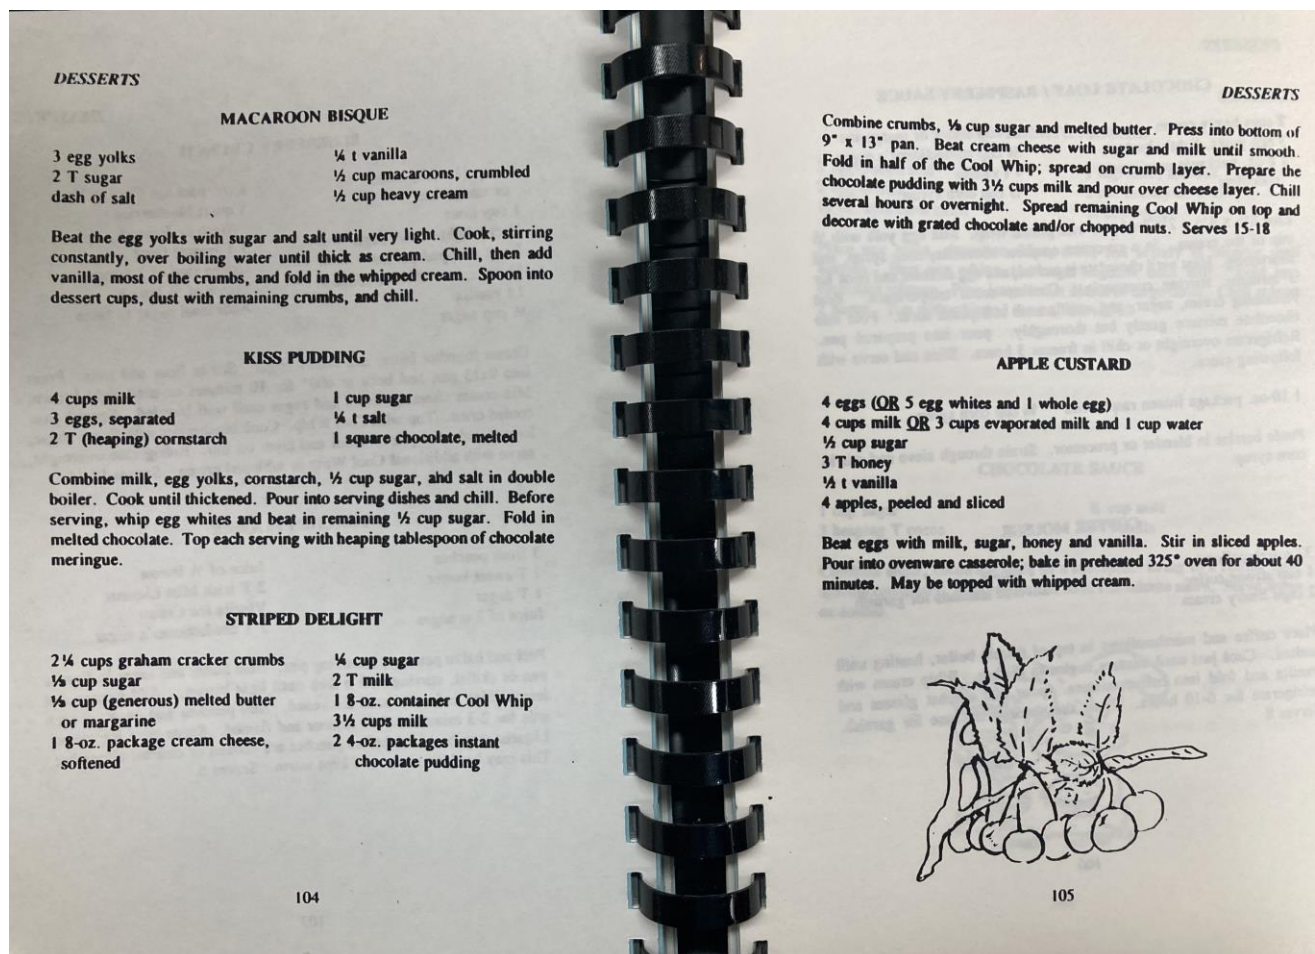 DESSERTS
MACAROON BISQUE
3 egg yolks
2 T sugar
dash of salt
¼ t vanilla
½ cup macaroons, crumbled
½ cup heavy cream
Beat the egg yolks with sugar and salt until very light. Cook, stirring
constantly, over boiling water until thick as cream. Chill, then add
vanilla, most of the crumbs, and fold in the whipped cream. Spoon into
dessert cups, dust with remaining crumbs, and chill.
KISS PUDDING
4 cups milk
3 eggs, separated
2 T (heaping) cornstarch
1 cup sugar
¼ t salt
1 square chocolate, melted
Combine milk, egg yolks, cornstarch, ½ cup sugar, ahd salt in double
boiler. Cook until thickened. Pour into serving dishes and chill. Before
serving, whip egg whites and beat in remaining ½ cup sugar. Fold in
melted chocolate. Top each serving with heaping tablespoon of chocolate
meringue.
STRIPED DELIGHT
2¼ cups graham cracker crumbs
⅓ cup sugar
⅓ cup (generous) melted butter
or margarine
1 8-oz. package cream cheese,
softened
¼ cup sugar
2 T milk
1 8-oz. container Cool Whip
3½ cups milk
2 4-oz. packages instant
chocolate pudding
104
DESSERTS
Combine crumbs, ⅓ cup sugar and melted butter. Press into bottom of
9" x 13" pan. Beat cream cheese with sugar and milk until smooth.
Fold in half of the Cool Whip; spread on crumb layer. Prepare the
chocolate pudding with 3½ cups milk and pour over cheese layer. Chill
several hours or overnight. Spread remaining Cool Whip on top and
decorate with grated chocolate and/or chopped nuts. Serves 15-18
APPLE CUSTARD
4 eggs (OR 5 egg whites and 1 whole egg)
4 cups milk OR 3 cups evaporated milk and 1 cup water
½ cup sugar
3 T honey
½ t vanilla
4 apples, peeled and sliced
Beat eggs with milk, sugar, honey and vanilla. Stir in sliced apples.
Pour into ovenware casserole; bake in preheated 325° oven for about 40
minutes. May be topped with whipped cream.
105